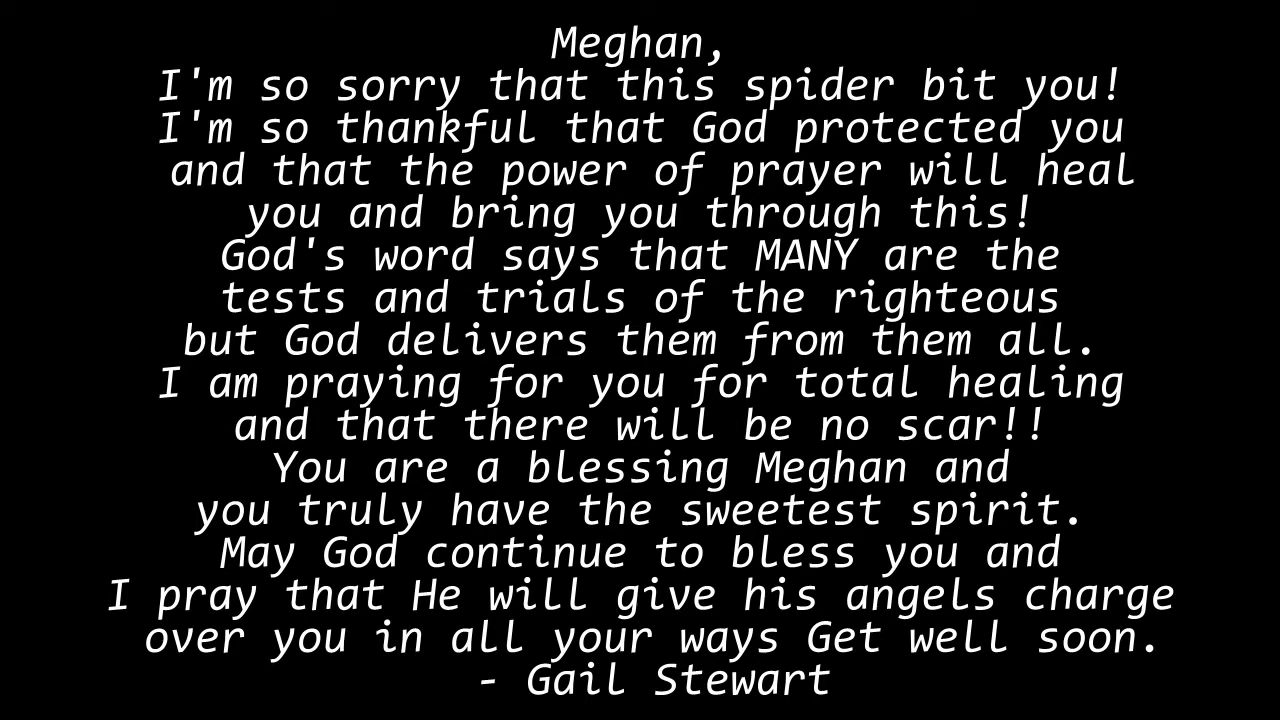 Meghan,
I'm so sorry that this spider bit you!
I'm so thankful that God protected you
and that the power of prayer will heal
you and bring you through this!
God's word says that MANY are the
tests and trials of the righteous
but God delivers them from them all.
I am praying for you for total healing
and that there will be no scar!!
You are a blessing Meghan and
you truly have the sweetest spirit.
May God continue to bless you and
I pray that He will give his angels charge
over you in all your ways Get well soon.
- Gail Stewart